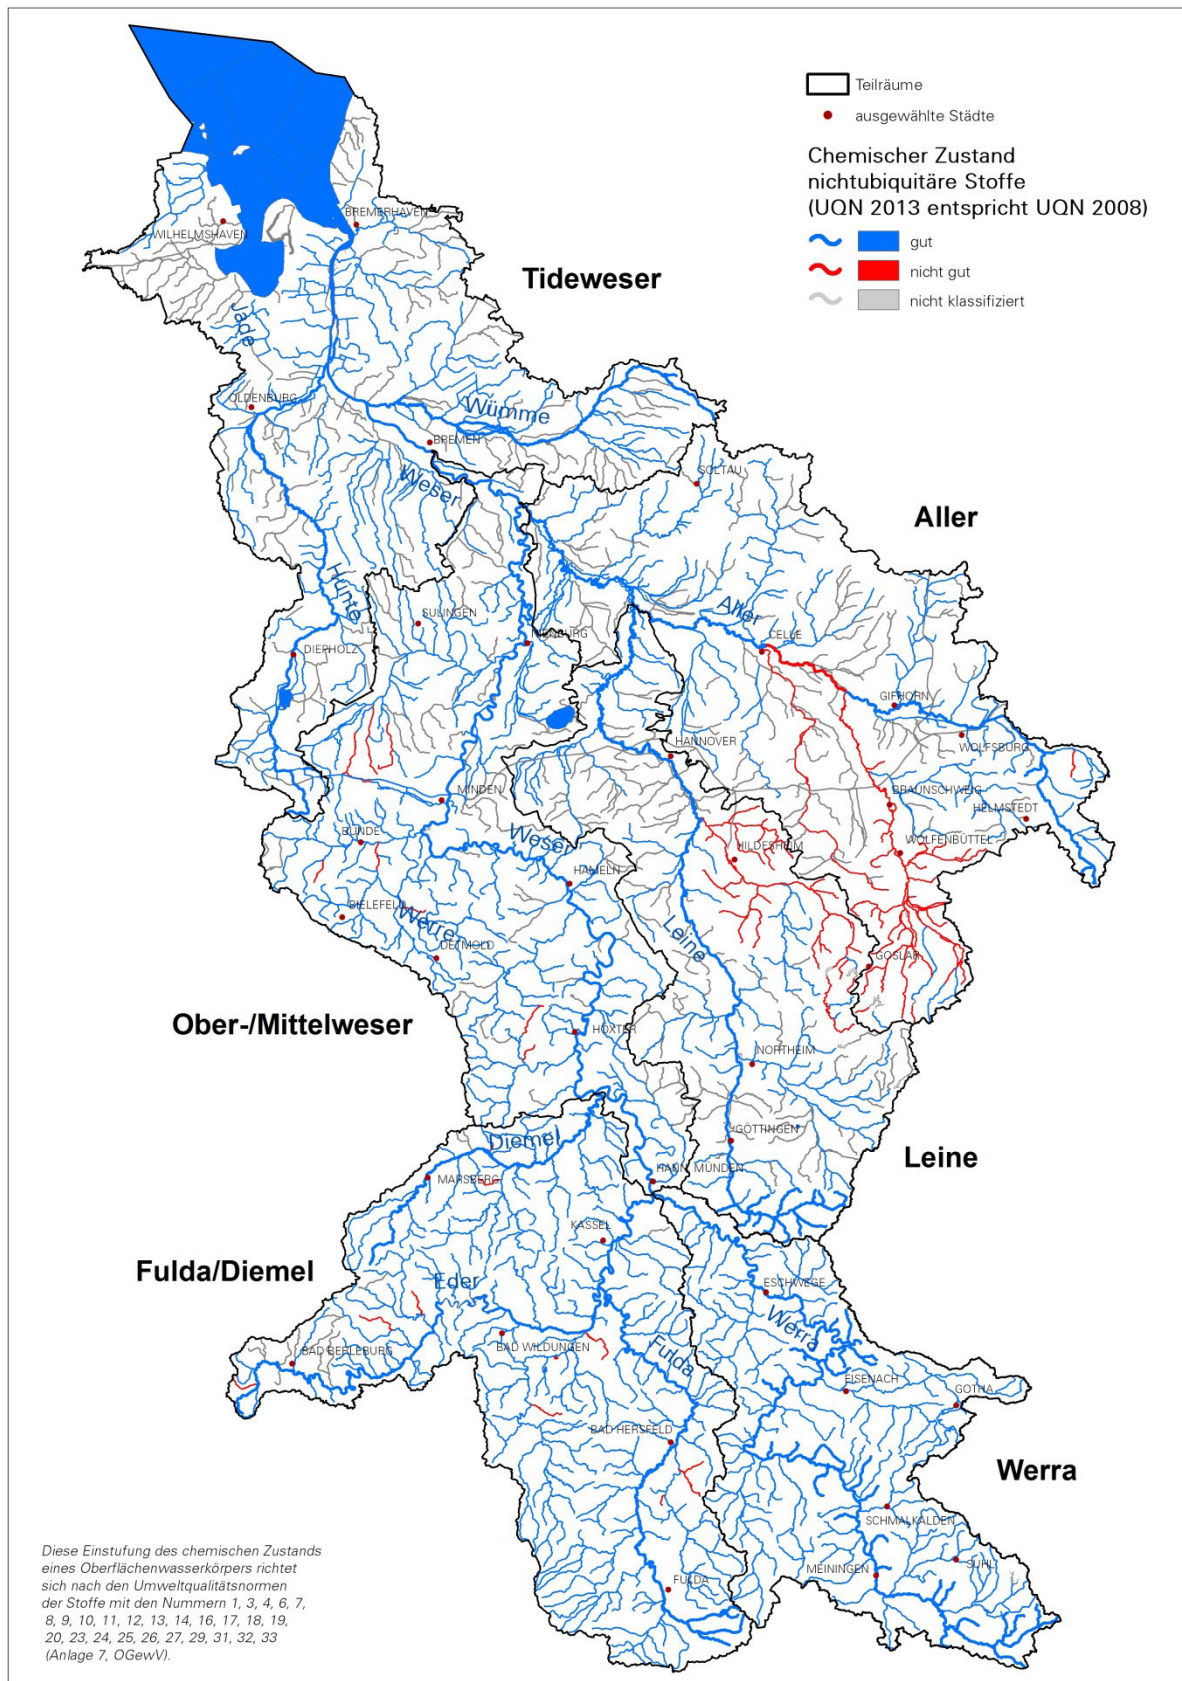 Teilräume
ausgewählte Städte
Chemischer Zustand
nichtubiquitäre Stoffe
(UQN 2013 entspricht UQN 2008)
gut
nicht gut
nicht klassifiziert
WILHELMSHAVEN
BREMERHAVEN
Tideweser
Jade
OLDENBURG
Wümme
BREMEN
Weser
SOLTAU
Aller
Hunte
SULINGEN
Aller
NIENBURG
CELLE
DIEPHOLZ
GIFHORN
HANNOVER
WOLFSBURG
MINDEN
BRAUNSCHWEIG
HELMSTEDT
BÜNDE
Weser
WOLFENBÜTTEL
HILDESHEIM
HAMELN
BIELEFELD
Werre
Leine
DETMOLD
GOSLAR
Ober-/Mittelweser
HÖXTER
NORTHEIM
GÖTTINGEN
Diemel
Leine
MARSBERG
HANN. MÜNDEN
KASSEL
Fulda/Diemel
Eder
ESCHWEGE
Werra
BAD BERLEBURG
BAD WILDUNGEN
Fulda
EISENACH
GOTHA
BAD HERSFELD
Werra
SCHMALKALDEN
SUHL
MEININGEN
FULDA
Diese Einstufung des chemischen Zustands
eines Oberflächenwasserkörpers richtet
sich nach den Umweltqualitätsnormen
der Stoffe mit den Nummern 1, 3, 4, 6, 7,
8, 9, 10, 11, 12, 13, 14, 16, 17, 18, 19,
20, 23, 24, 25, 26, 27, 29, 31, 32, 33
(Anlage 7, OGewV).